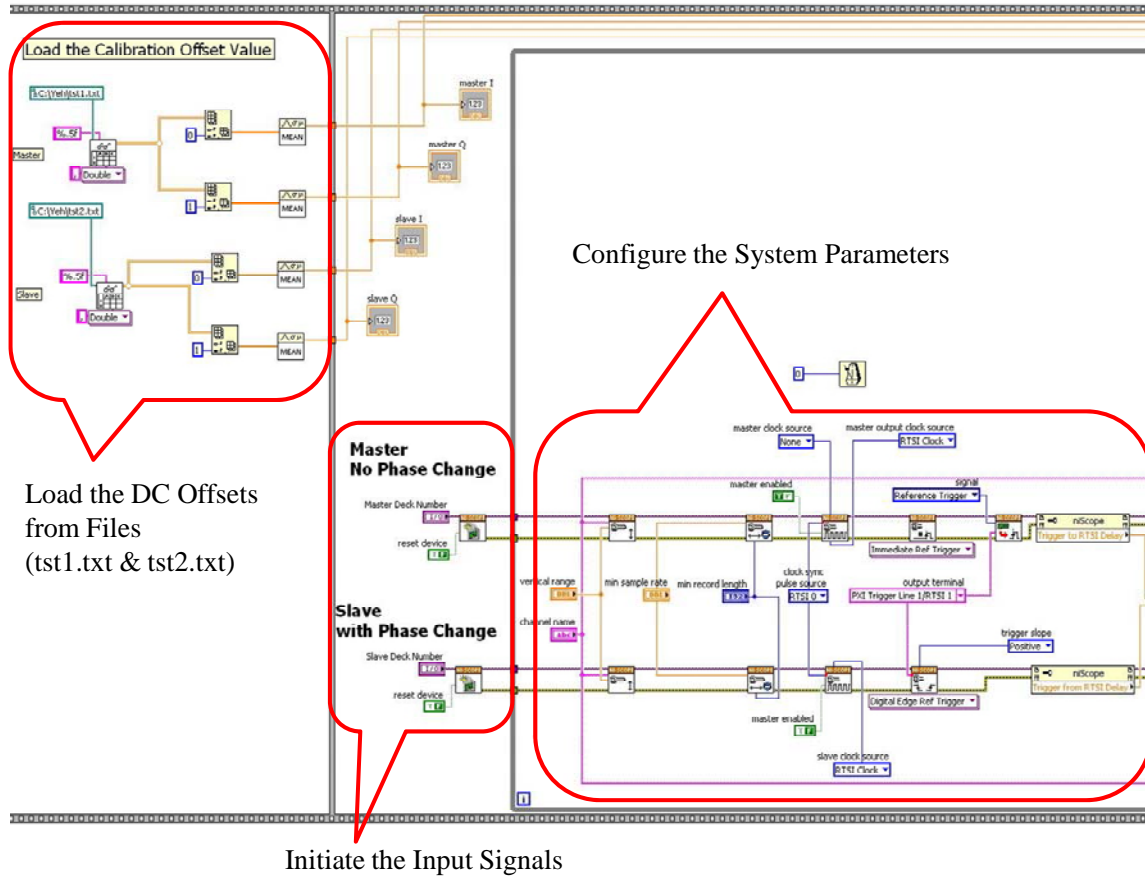 Load the Calibration Offset Value
C:\Yeh\tst1.txt
%.5f
0
MEAN
Master
, Double
1
MEAN
C:\Yeh\tst2.txt
%.5f
0
MEAN
Slave
, Double
1
MEAN
master I
123
master Q
123
slave I
123
slave Q
123
Load the DC Offsets
from Files
(tst1.txt & tst2.txt)
Configure the System Parameters
0
Master
No Phase Change
Master Deck Number
I/O
reset device
Slave
with Phase Change
Slave Deck Number
I/O
reset device
master clock source
None
master output clock source
RTSI Clock
master enabled
signal
Reference Trigger
Immediate Ref Trigger
niScope
Trigger to RTSI Delay
vertical range
min sample rate
min record length
clock sync
pulse source
RTSI 0
output terminal
PXI Trigger Line 1/RTSI 1
channel name
abc
trigger slope
Positive
niScope
Trigger from RTSI Delay
Digital Edge Ref Trigger
master enabled
slave clock source
RTSI Clock
i
Initiate the Input Signals